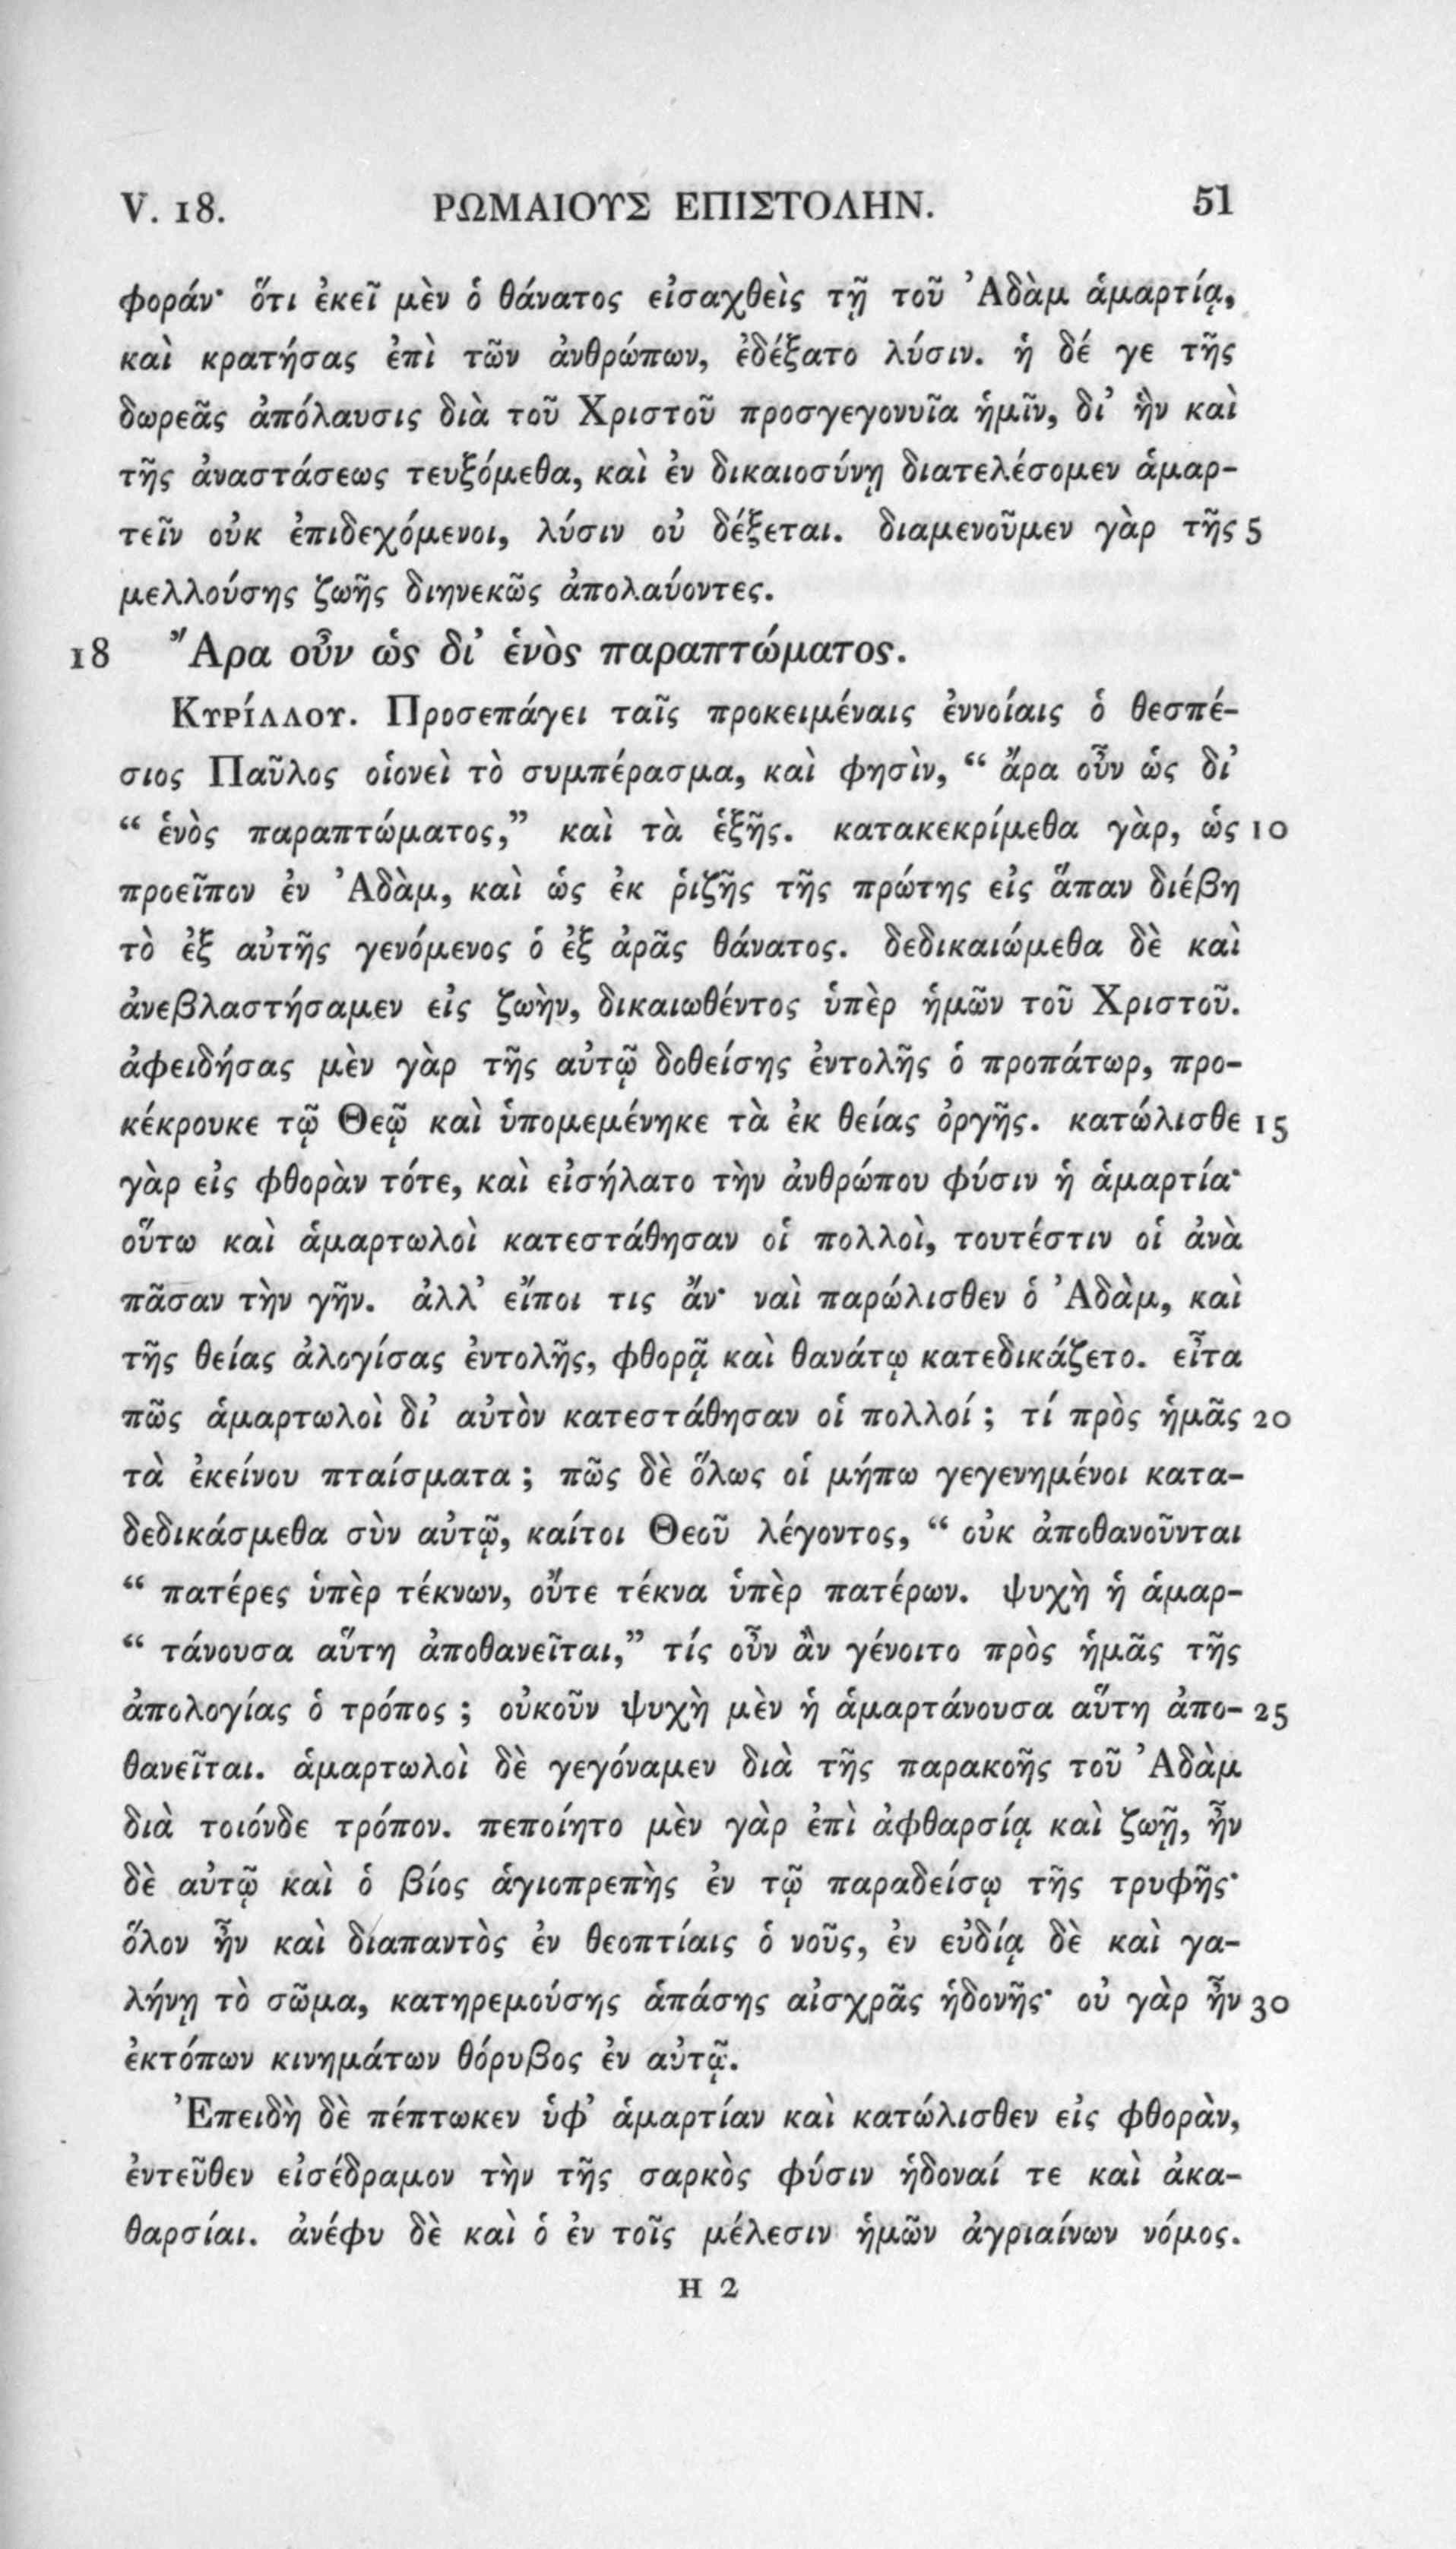 V. 18. ΡΩΜΑΙΟΥΣ ΕΠΙΣΤΟΛΗΝ. 51
φοράν· ὅτι ἐκεῖ μὲν ὁ θάνατος εἰσαχθεὶς τῇ τοῦ Ἀδὰμ ἁμαρτίᾳ,
καὶ κρατήσας ἐπὶ τῶν ἀνθρώπων, ἐδέξατο λύσιν. ἡ δέ γε τῆς
δωρεᾶς ἀπόλαυσις διὰ τοῦ Χριστοῦ προσγεγονυῖα ἡμῖν, δι’ ἣν καὶ
τῆς ἀναστάσεως τευξόμεθα, καὶ ἐν δικαιοσύνῃ διατελέσομεν ἁμαρ-
τεῖν οὐκ ἐπιδεχόμενοι, λύσιν οὐ δέξεται. διαμενοῦμεν γὰρ τῆς 5
μελλούσης ζωῆς διηνεκῶς ἀπολαύοντες.
18 Ἄρα οὖν ὡς δι’ ἑνὸς παραπτώματος.
Κυρίλλου. Προσεπάγει ταῖς προκειμέναις ἐννοίαις ὁ θεσπέ-
σιος Παῦλος οἱονεὶ τὸ συμπέρασμα, καὶ φησὶν, “ ἄρα οὖν ὡς δι’
“ ἑνὸς παραπτώματος,” καὶ τὰ ἑξῆς. κατακεκρίμεθα γὰρ, ὡς 10
προεῖπον ἐν Ἀδὰμ, καὶ ὡς ἐκ ῥιζῆς τῆς πρώτης εἰς ἅπαν διέβη
τὸ ἐξ αὐτῆς γενόμενος ὁ ἐξ ἀρᾶς θάνατος. δεδικαιώμεθα δὲ καὶ
ἀνεβλαστήσαμεν εἰς ζωὴν, δικαιωθέντος ὑπὲρ ἡμῶν τοῦ Χριστοῦ.
ἀφειδήσας μὲν γὰρ τῆς αὐτῷ δοθείσης ἐντολῆς ὁ προπάτωρ, προ-
κέκρουκε τῷ Θεῷ καὶ ὑπομεμένηκε τὰ ἐκ θείας ὀργῆς. κατώλισθε 15
γὰρ εἰς φθορὰν τότε, καὶ εἰσήλατο τὴν ἀνθρώπου φύσιν ἡ ἁμαρτία·
οὕτω καὶ ἁμαρτωλοὶ κατεστάθησαν οἱ πολλοὶ, τουτέστιν οἱ ἀνὰ
πᾶσαν τὴν γῆν. ἀλλ’ εἴποι τις ἄν· ναὶ παρώλισθεν ὁ Ἀδὰμ, καὶ
τῆς θείας ἀλογίσας ἐντολῆς, φθορᾷ καὶ θανάτῳ κατεδικάζετο. εἶτα
πῶς ἁμαρτωλοὶ δι’ αὐτὸν κατεστάθησαν οἱ πολλοί ; τί πρὸς ἡμᾶς 20
τὰ ἐκείνου πταίσματα ; πῶς δὲ ὅλως οἱ μήπω γεγενημένοι κατα-
δεδικάσμεθα σὺν αὐτῷ, καίτοι Θεοῦ λέγοντος, “ οὐκ ἀποθανοῦνται
“ πατέρες ὑπὲρ τέκνων, οὔτε τέκνα ὑπὲρ πατέρων. ψυχὴ ἡ ἁμαρ-
“ τάνουσα αὕτη ἀποθανεῖται,” τίς οὖν ἂν γένοιτο πρὸς ἡμᾶς τῆς
ἀπολογίας ὁ τρόπος ; οὐκοῦν ψυχὴ μὲν ἡ ἁμαρτάνουσα αὕτη ἀπο- 25
θανεῖται. ἁμαρτωλοὶ δὲ γεγόναμεν διὰ τῆς παρακοῆς τοῦ Ἀδὰμ
διὰ τοιόνδε τρόπον. πεποίητο μὲν γὰρ ἐπὶ ἀφθαρσίᾳ καὶ ζωῇ, ἦν
δὲ αὐτῷ καὶ ὁ βίος ἁγιοπρεπὴς ἐν τῷ παραδείσῳ τῆς τρυφῆς·
ὅλον ἦν καὶ διαπαντὸς ἐν θεοπτίαις ὁ νοῦς, ἐν εὐδίᾳ δὲ καὶ γα-
λήνῃ τὸ σῶμα, κατηρεμούσης ἁπάσης αἰσχρᾶς ἡδονῆς· οὐ γὰρ ἦν 30
ἐκτόπων κινημάτων θόρυβος ἐν αὐτᾷ.
Ἐπειδὴ δὲ πέπτωκεν ὑφ’ ἁμαρτίαν καὶ κατώλισθεν εἰς φθορὰν,
ἐντεῦθεν εἰσέδραμον τὴν τῆς σαρκὸς φύσιν ἡδοναί τε καὶ ἀκα-
θαρσίαι. ἀνέφυ δὲ καὶ ὁ ἐν τοῖς μέλεσιν ἡμῶν ἀγριαίνων νόμος.
H 2